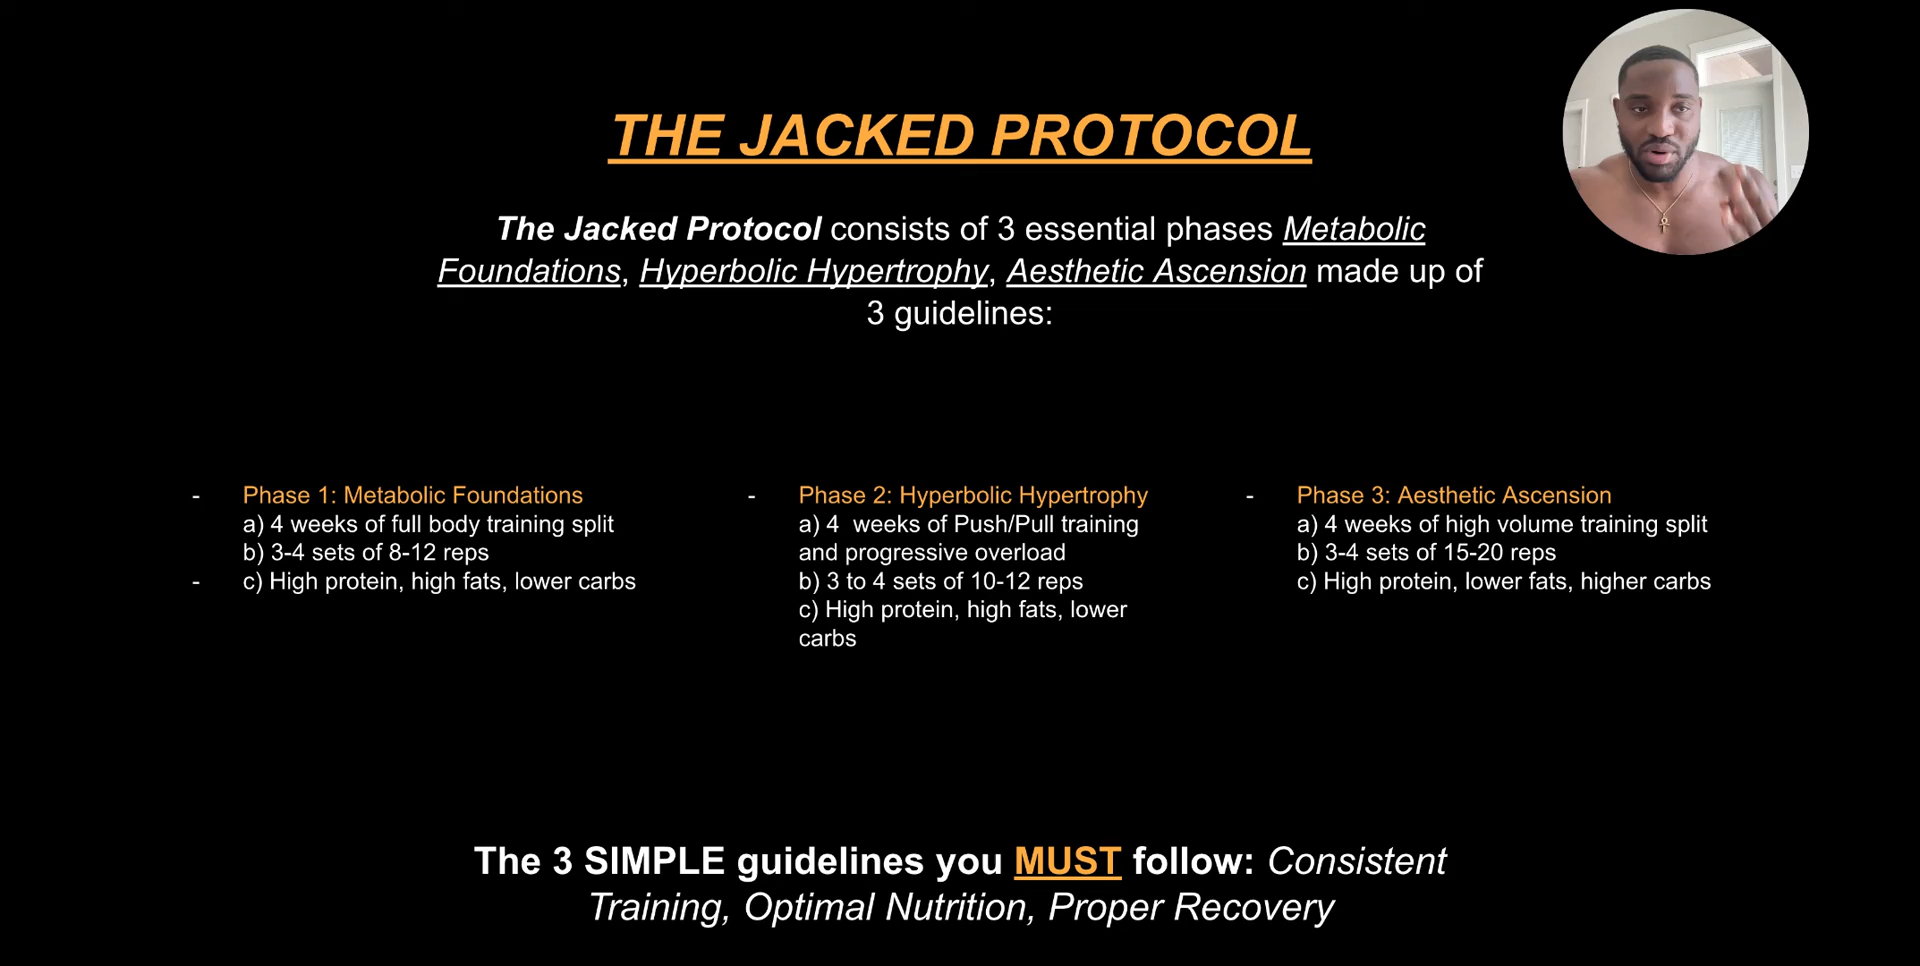 THE JACKED PROTOCOL
The Jacked Protocol consists of 3 essential phases Metabolic
Foundations, Hyperbolic Hypertrophy, Aesthetic Ascension made up of
3 guidelines:
- Phase 1: Metabolic Foundations
a) 4 weeks of full body training split
b) 3-4 sets of 8-12 reps
- c) High protein, high fats, lower carbs
- Phase 2: Hyperbolic Hypertrophy
a) 4  weeks of Push/Pull training
and progressive overload
b) 3 to 4 sets of 10-12 reps
c) High protein, high fats, lower
carbs
- Phase 3: Aesthetic Ascension
a) 4 weeks of high volume training split
b) 3-4 sets of 15-20 reps
c) High protein, lower fats, higher carbs
The 3 SIMPLE guidelines you MUST follow: Consistent
Training, Optimal Nutrition, Proper Recovery